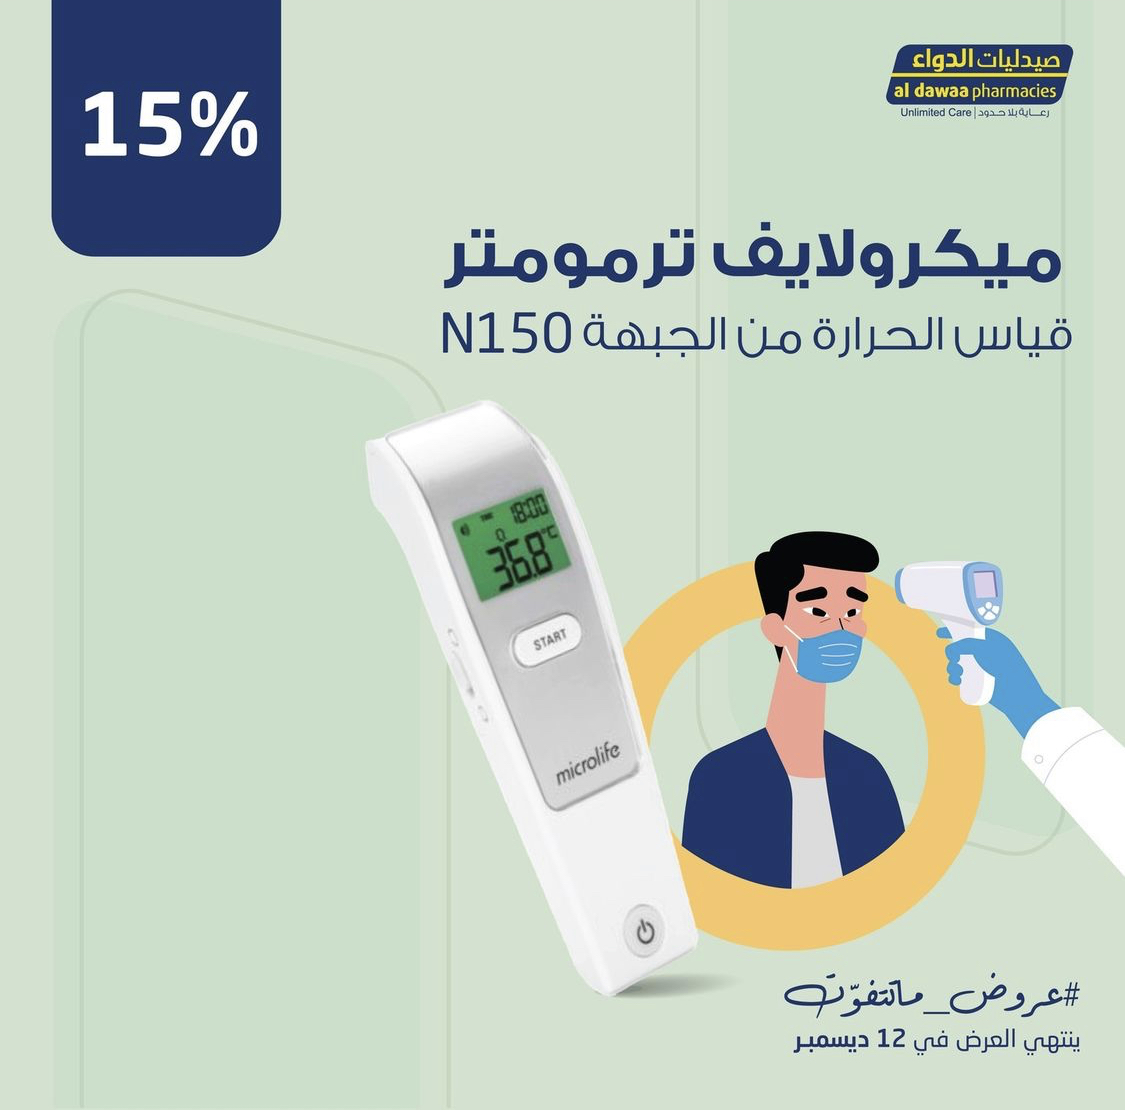 15%
صيدليات الدواء
al dawaa pharmacies
Unlimited Care | رعاية بلا حدود
ميكرولايف ترمومتر
قياس الحرارة من الجبهة N150
TIME 18:00
36.8°C
START
microlife
#عروض_ماتتفوّت
ينتهي العرض في 12 ديسمبر